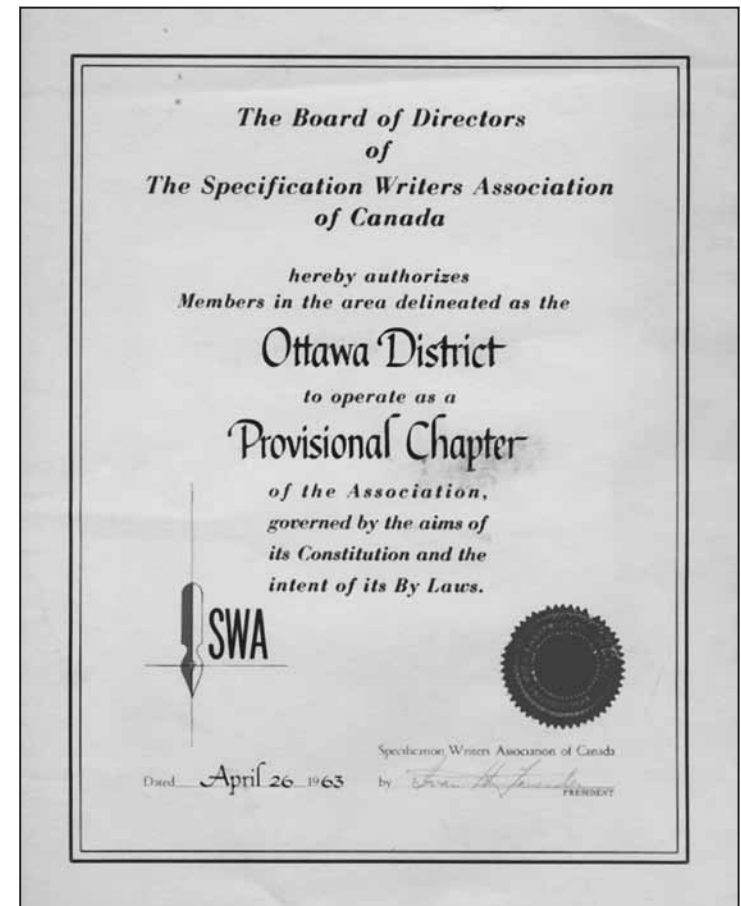 The Board of Directors
of
The Specification Writers Association
of Canada
hereby authorizes
Members in the area delineated as the
Ottawa District
to operate as a
Provisional Chapter
of the Association,
governed by the aims of
its Constitution and the
intent of its By Laws.
SWA
Specification Writers Association of Canada
Dated April 26 1963 by
PRESIDENT